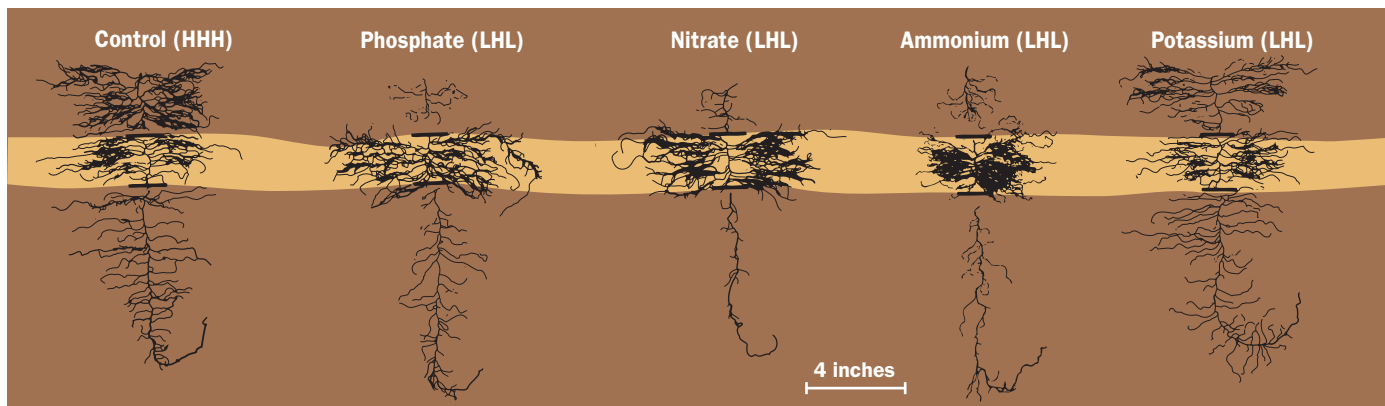 Control (HHH)
Phosphate (LHL)
Nitrate (LHL)
Ammonium (LHL)
Potassium (LHL)
4 inches